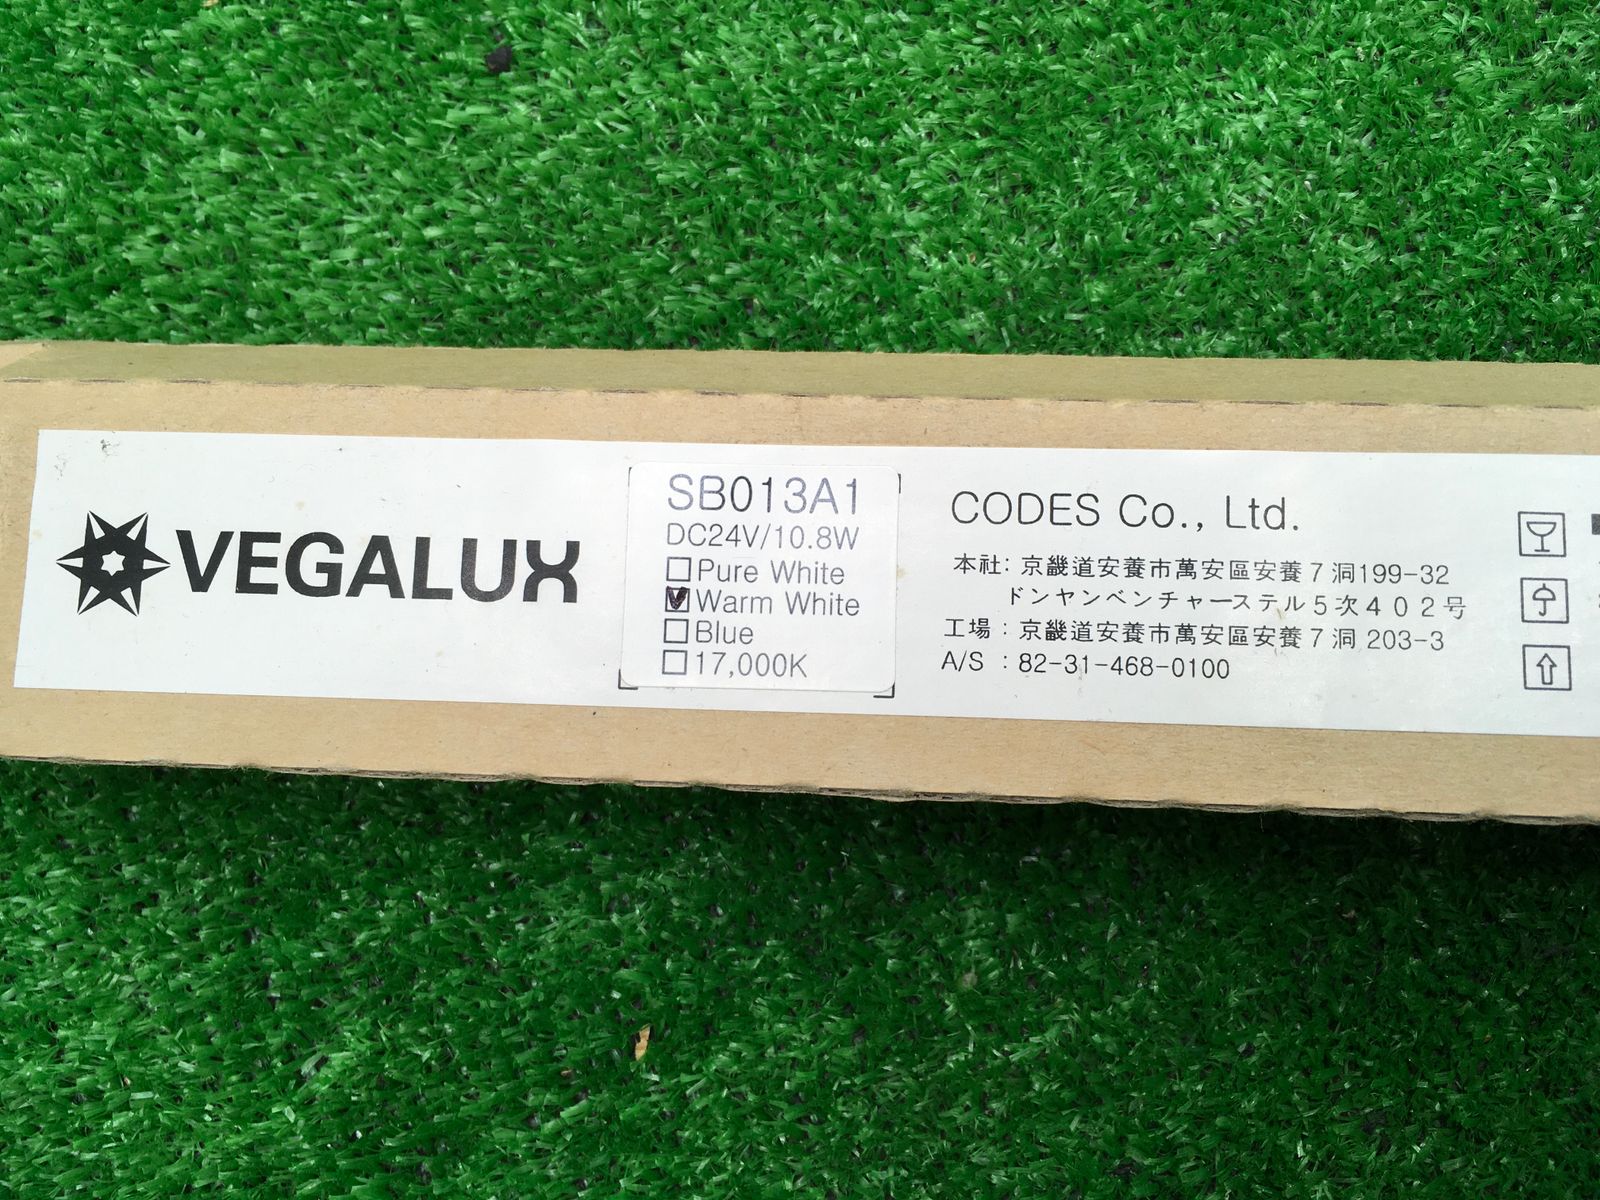 VEGALUX
SB013A1
DC24V/10.8W
Pure White
Warm White
Blue
17,000K
CODES Co., Ltd.
本社: 京畿道安養市萬安區安養7洞199-32
ドンヤンベンチャーステル5次402号
工場 : 京畿道安養市萬安區安養7洞 203-3
A/S : 82-31-468-0100